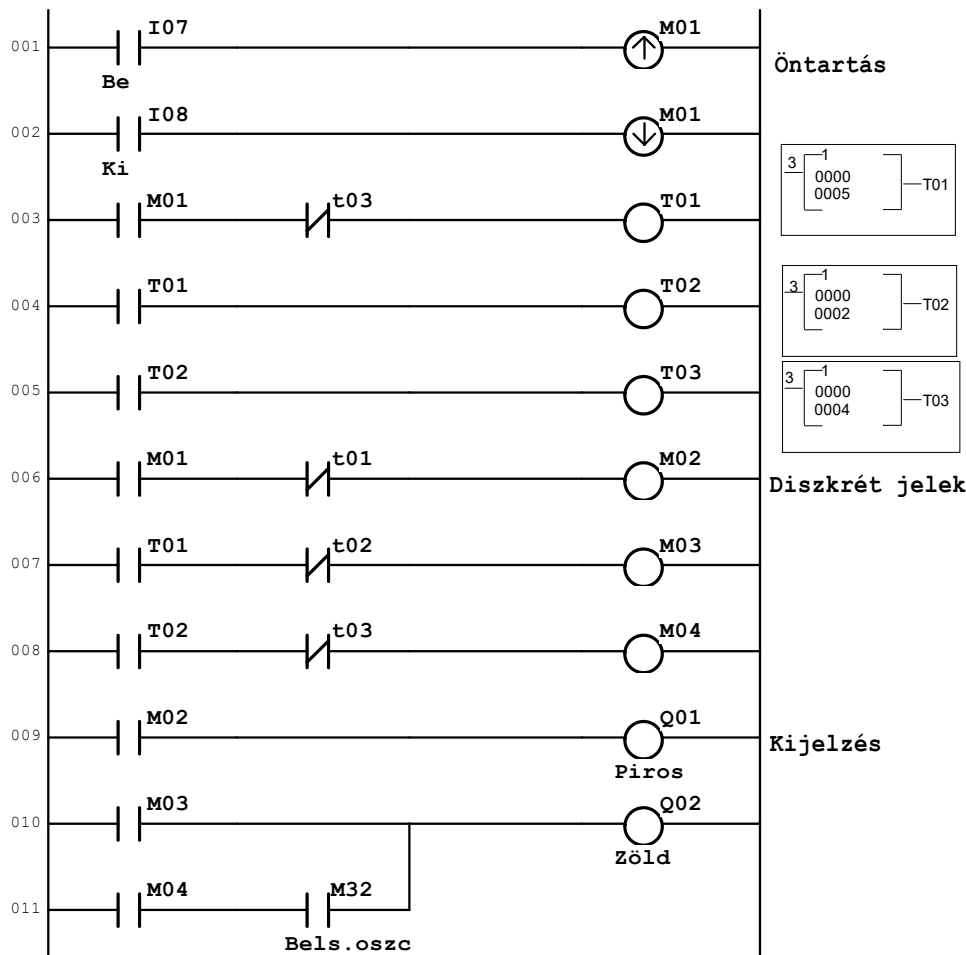 I07 M01
001
Be
Öntartás
I08 M01
002
Ki
3 1
0000
0005
T01
M01 t03 T01
003
3 1
0000
0002
T02
T01 T02
004
3 1
0000
0004
T03
T02 T03
005
M01 t01 M02
006
Diszkrét jelek
T01 t02 M03
007
T02 t03 M04
008
M02 Q01
009
Kijelzés
Piros
M03 Q02
010
Zöld
M04 M32
011
Bels.oszc